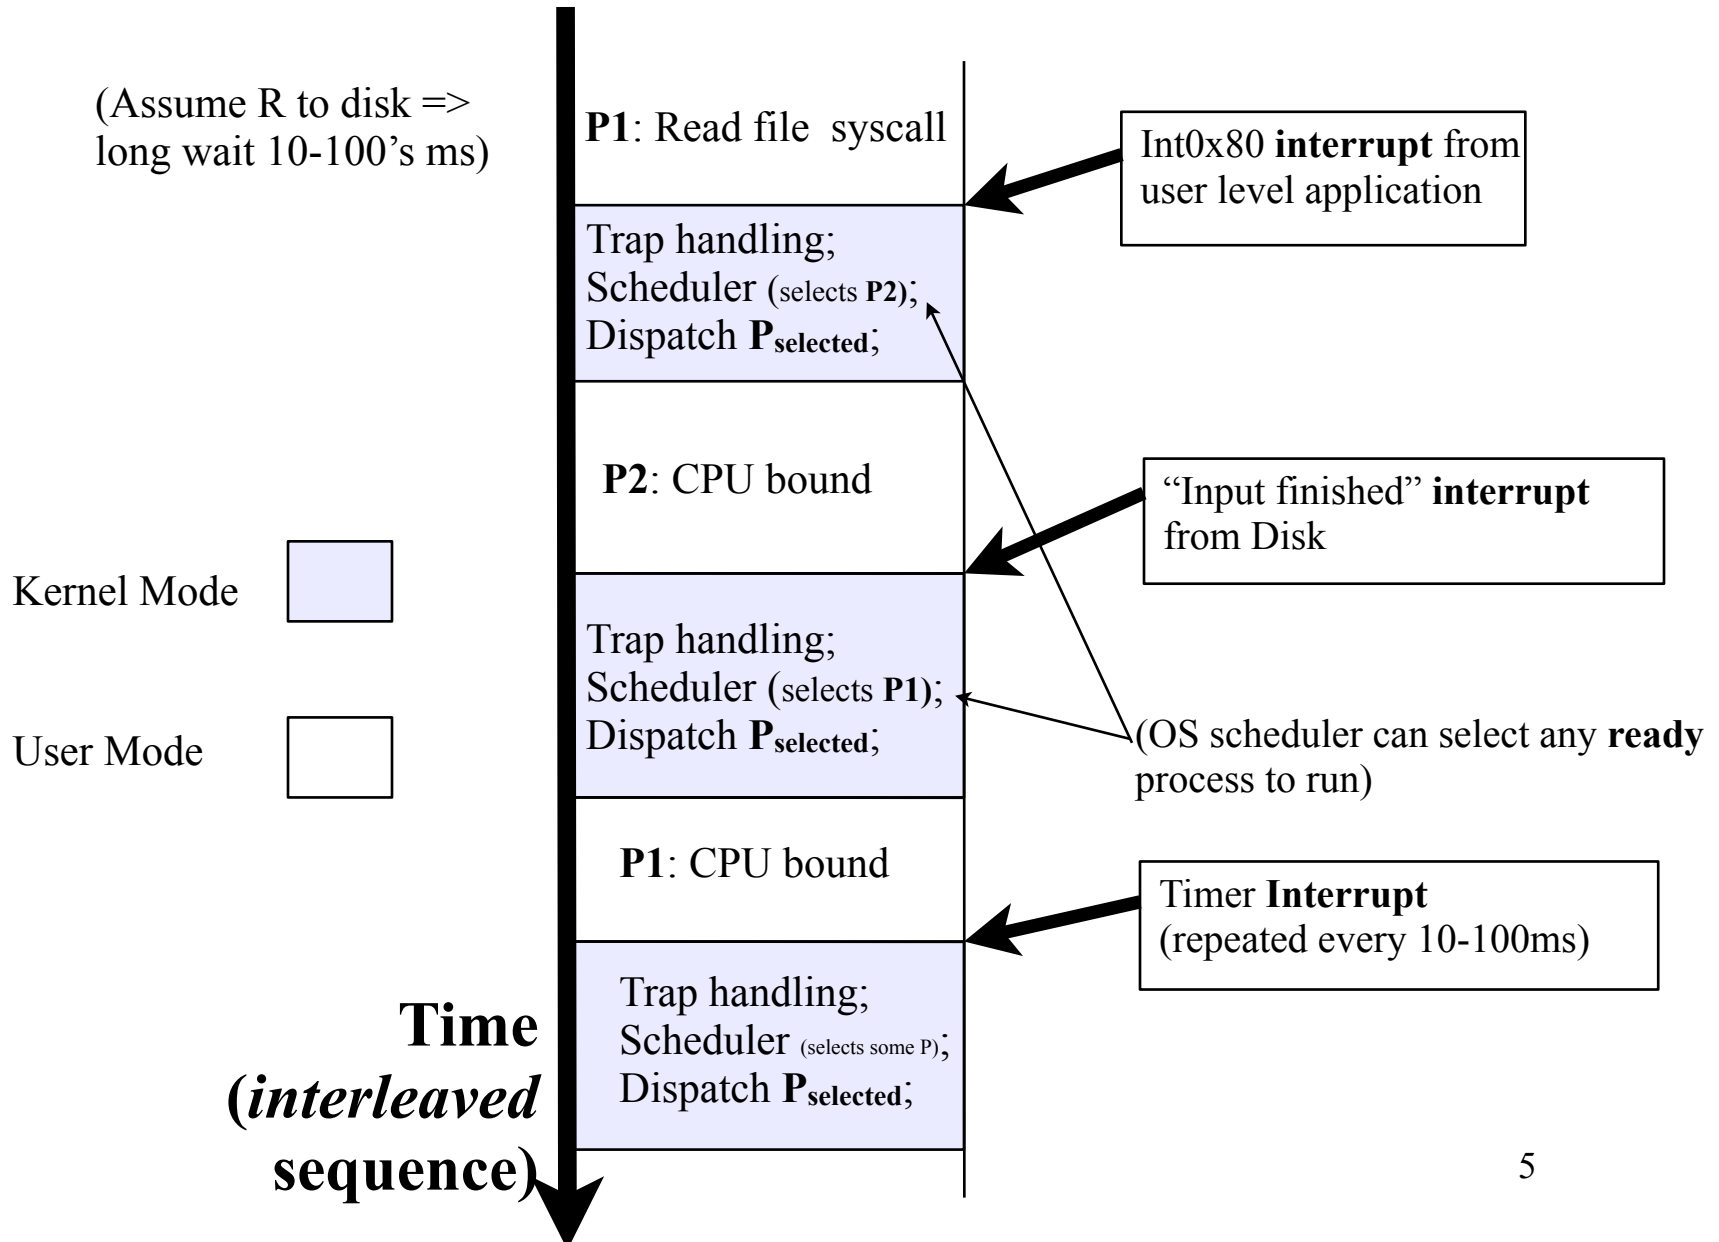 (Assume R to disk =>
long wait 10-100’s ms)
P1: Read file syscall
Int0x80 interrupt from
user level application
Trap handling;
Scheduler (selects P2);
Dispatch Pselected;
P2: CPU bound
“Input finished” interrupt
from Disk
Kernel Mode
Trap handling;
Scheduler (selects P1);
Dispatch Pselected;
User Mode
(OS scheduler can select any ready
process to run)
P1: CPU bound
Timer Interrupt
(repeated every 10-100ms)
Trap handling;
Scheduler (selects some P);
Dispatch Pselected;
Time
(interleaved
sequence)
5